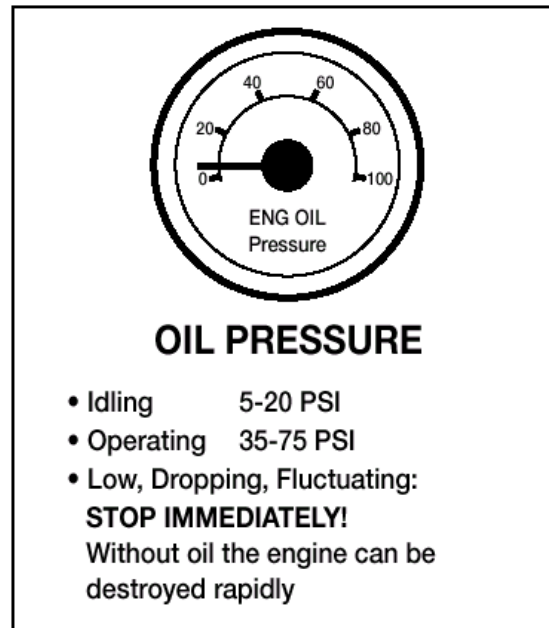 40 60
20 80
0 100
ENG OIL
Pressure
OIL PRESSURE
• Idling 5-20 PSI
• Operating 35-75 PSI
• Low, Dropping, Fluctuating:
STOP IMMEDIATELY!
Without oil the engine can be
destroyed rapidly